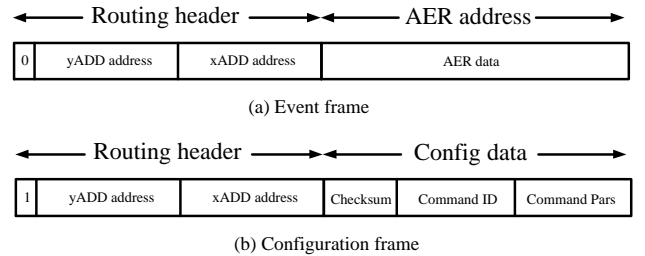 Routing header AER address
0 yADD address xADD address AER data
(a) Event frame
Routing header Config data
1 yADD address xADD address Checksum Command ID Command Pars
(b) Configuration frame